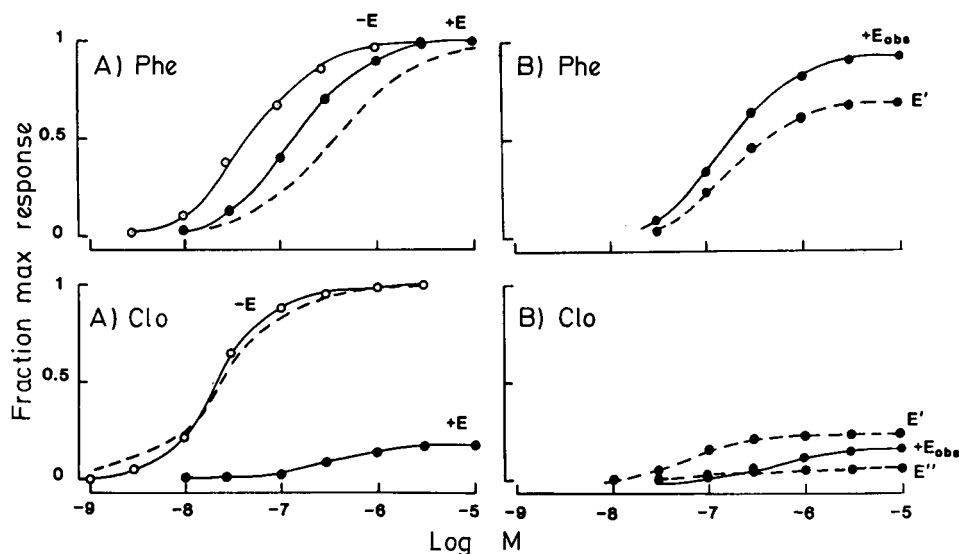 -E
+E
A) Phe
1
0.5
0
B) Phe
+Eobs
E'
Fraction max response
A) Clo
-E
+E
1
0.5
0
B) Clo
E'
+Eobs
E''
-9
-8
-7
-6
-5
-9
-8
-7
-6
-5
Log M